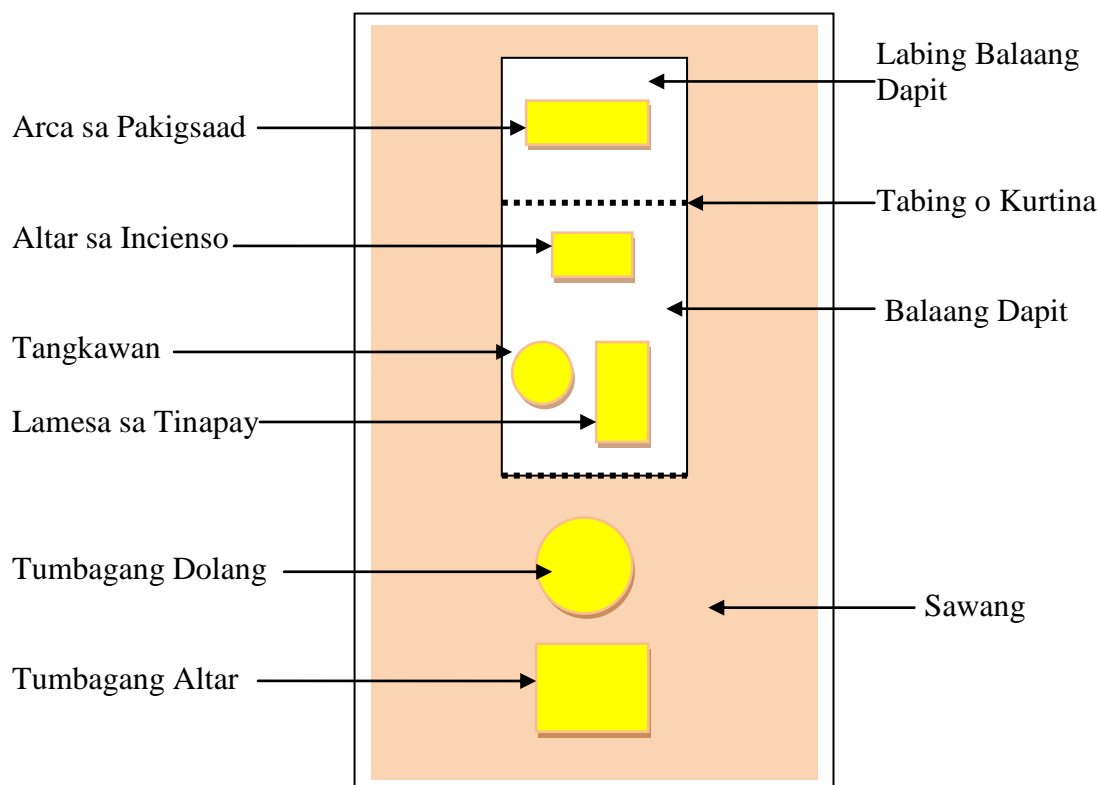 Labing Balaang
Dapit
Arca sa Pakigsaad
Tabing o Kurtina
Altar sa Incienso
Balaang Dapit
Tangkawan
Lamesa sa Tinapay
Tumbagang Dolang
Sawang
Tumbagang Altar